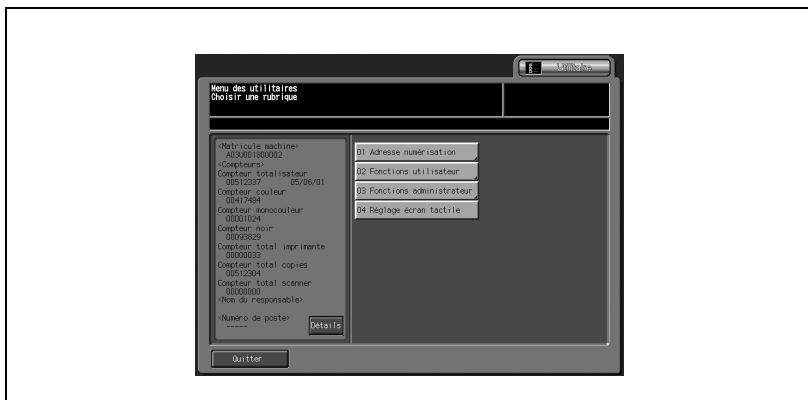 Utilitaires
Menu des utilitaires
Choisir une rubrique
<Matricule machine>
A03U001800002
<Compteurs>
Compteur totalisateur
00512337 05/06/01
Compteur couleur
00417484
Compteur monocouleur
00001024
Compteur noir
00093829
Compteur total imprimante
00000033
Compteur total copies
00512304
Compteur total scanner
00000000
<Nom du responsable>
<Numéro de poste>
-----
Détails
01 Adresse numérisation
02 Fonctions utilisateur
03 Fonctions administrateur
04 Réglage écran tactile
Quitter